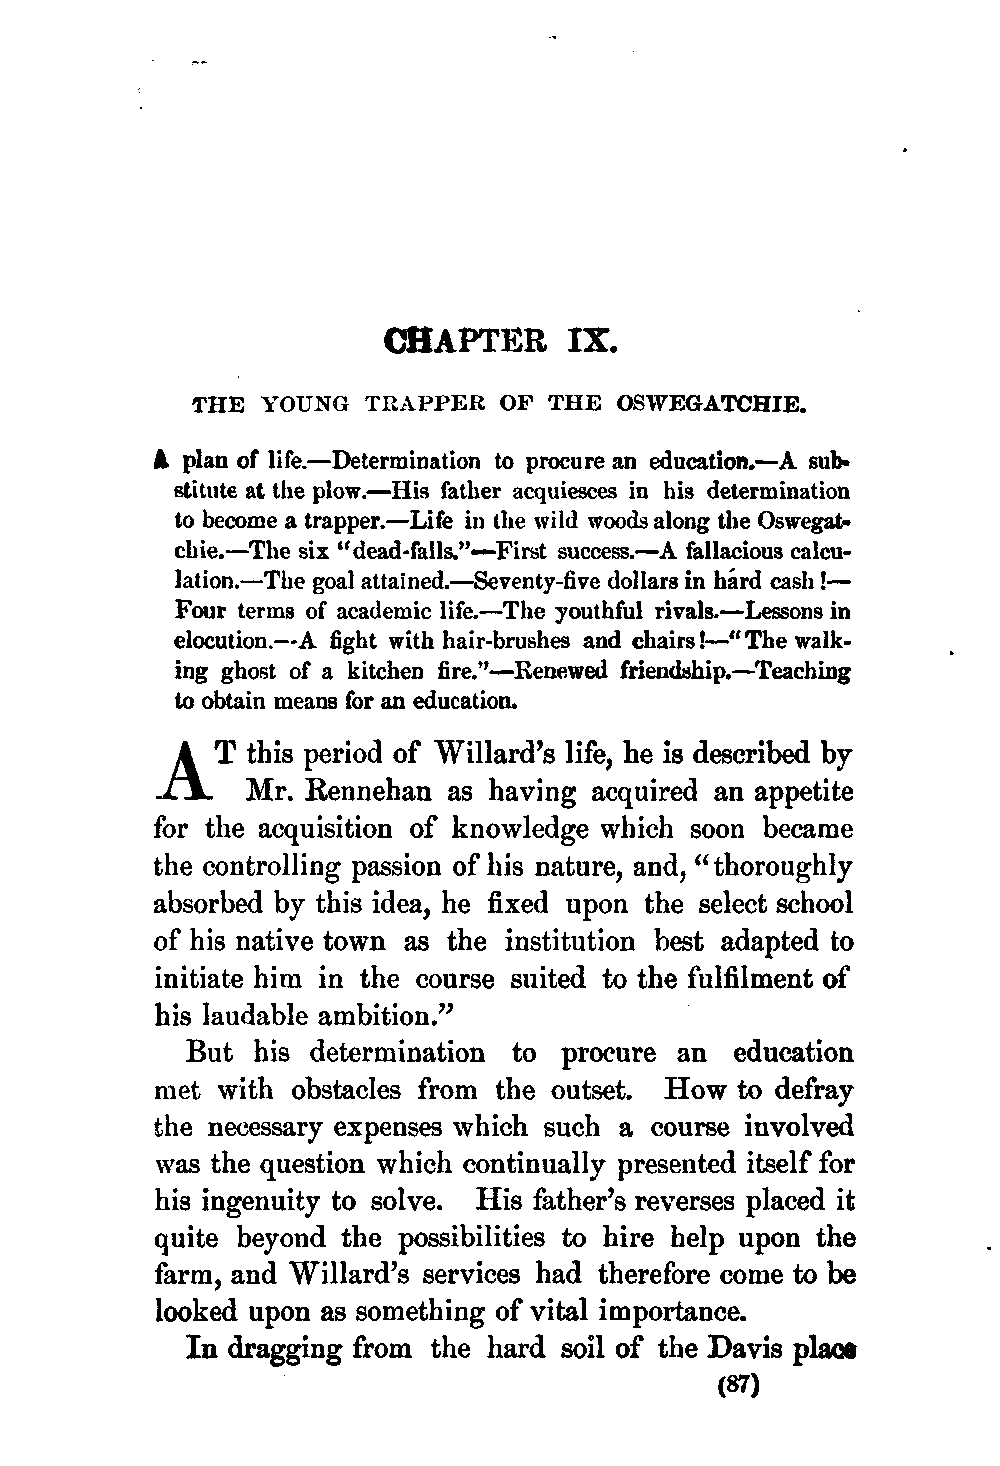 CHAPTER IX.
THE YOUNG TRAPPER OF THE OSWEGATCHIE.
A plan of life.—Determination to procure an education.—A sub-
stitute at the plow.—His father acquiesces in his determination
to become a trapper.—Life in the wild woods along the Oswegat-
chie.—The six "dead-falls."—First success.—A fallacious calcu-
lation.—The goal attained.—Seventy-five dollars in hard cash!—
Four terms of academic life.—The youthful rivals.—Lessons in
elocution.—A fight with hair-brushes and chairs!—"The walk-
ing ghost of a kitchen fire."—Renewed friendship.—Teaching
to obtain means for an education.
AT this period of Willard's life, he is described by
Mr. Rennehan as having acquired an appetite
for the acquisition of knowledge which soon became
the controlling passion of his nature, and, "thoroughly
absorbed by this idea, he fixed upon the select school
of his native town as the institution best adapted to
initiate him in the course suited to the fulfilment of
his laudable ambition."
But his determination to procure an education
met with obstacles from the outset. How to defray
the necessary expenses which such a course involved
was the question which continually presented itself for
his ingenuity to solve. His father's reverses placed it
quite beyond the possibilities to hire help upon the
farm, and Willard's services had therefore come to be
looked upon as something of vital importance.
In dragging from the hard soil of the Davis place
(87)